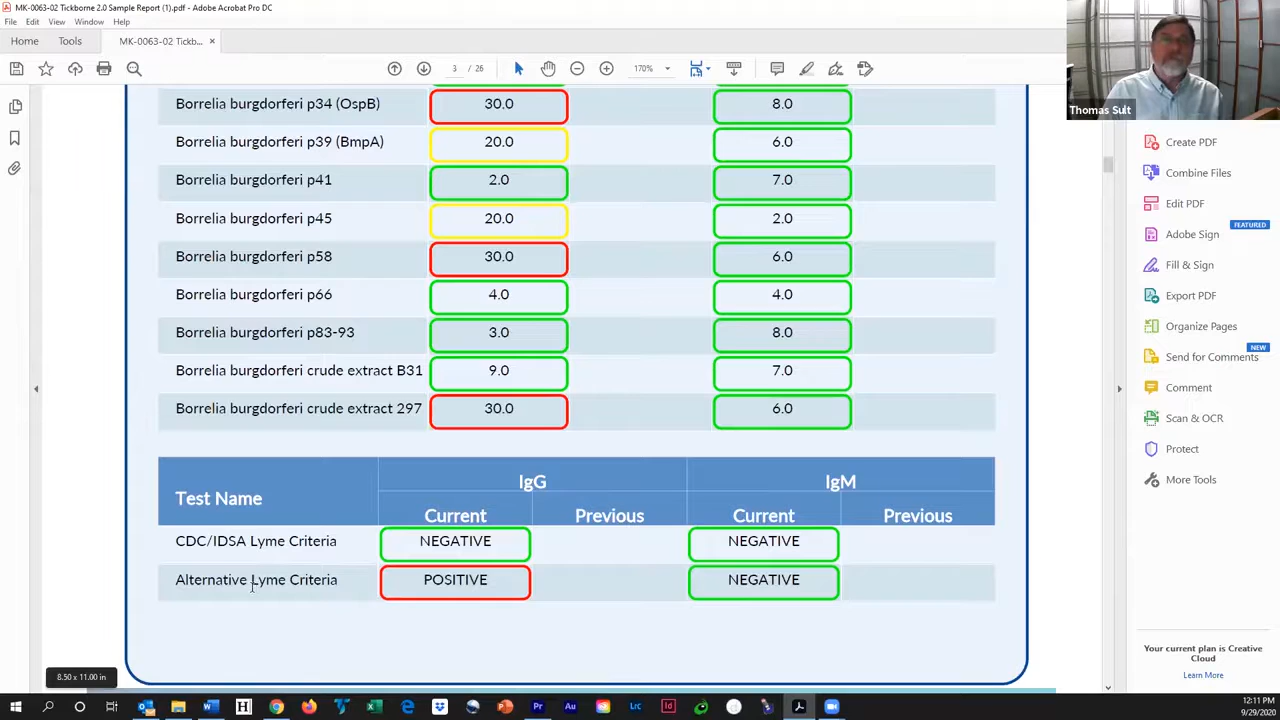 MK-0063-02 Tickborne 2.0 Sample Report (1).pdf - Adobe Acrobat Pro DC
File Edit View Window Help
Home Tools MK-0063-02 Tickb... ×
3 / 26 170%
Thomas Sult
Borrelia burgdorferi p34 (OspB) 30.0 8.0
Borrelia burgdorferi p39 (BmpA) 20.0 6.0
Borrelia burgdorferi p41 2.0 7.0
Borrelia burgdorferi p45 20.0 2.0
Borrelia burgdorferi p58 30.0 6.0
Borrelia burgdorferi p66 4.0 4.0
Borrelia burgdorferi p83-93 3.0 8.0
Borrelia burgdorferi crude extract B31 9.0 7.0
Borrelia burgdorferi crude extract 297 30.0 6.0
IgG IgM
Test Name
Current Previous Current Previous
CDC/IDSA Lyme Criteria NEGATIVE NEGATIVE
Alternative Lyme Criteria POSITIVE NEGATIVE
8.50 x 11.00 in
Create PDF
Combine Files
Edit PDF
FEATURED
Adobe Sign
Fill & Sign
Export PDF
Organize Pages
NEW
Send for Comments
Comment
Scan & OCR
Protect
More Tools
Your current plan is Creative
Cloud
Learn More
12:11 PM
9/29/2020